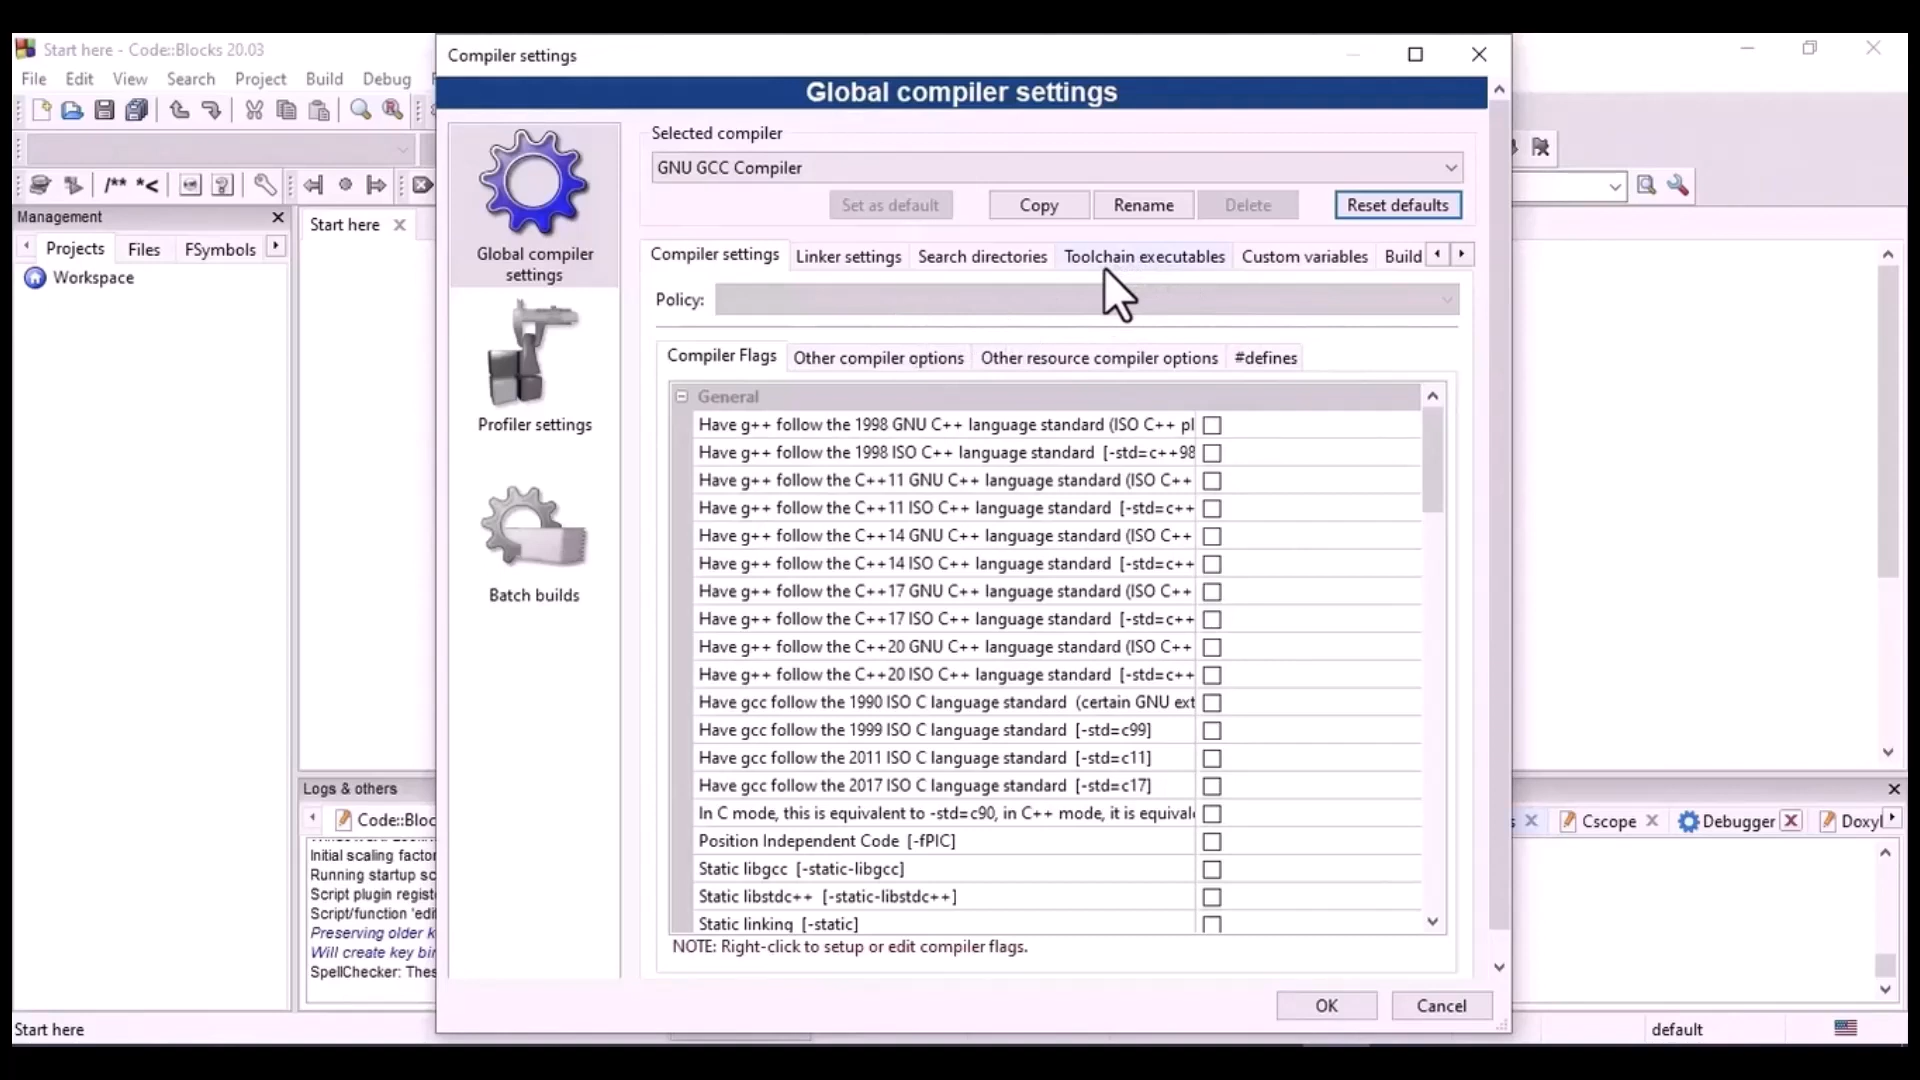 Start here - Code::Blocks 20.03
File Edit View Search Project Build Debug
Management
Projects Files FSymbols
Workspace
Start here
Logs & others
Code::Bloc
Initial scaling factor
Running startup sc
Script plugin regist
Script/function 'edi
Preserving older k
Will create key bin
SpellChecker: Thes
Compiler settings
Global compiler settings
Global compiler
settings
Profiler settings
Batch builds
Selected compiler
GNU GCC Compiler
Set as default Copy Rename Delete Reset defaults
Compiler settings Linker settings Search directories Toolchain executables Custom variables Build
Policy:
Compiler Flags Other compiler options Other resource compiler options #defines
General
Have g++ follow the 1998 GNU C++ language standard (ISO C++ pl
Have g++ follow the 1998 ISO C++ language standard [-std=c++98
Have g++ follow the C++11 GNU C++ language standard (ISO C++
Have g++ follow the C++11 ISO C++ language standard [-std=c++
Have g++ follow the C++14 GNU C++ language standard (ISO C++
Have g++ follow the C++14 ISO C++ language standard [-std=c++
Have g++ follow the C++17 GNU C++ language standard (ISO C++
Have g++ follow the C++17 ISO C++ language standard [-std=c++
Have g++ follow the C++20 GNU C++ language standard (ISO C++
Have g++ follow the C++20 ISO C++ language standard [-std=c++
Have gcc follow the 1990 ISO C language standard (certain GNU ext
Have gcc follow the 1999 ISO C language standard [-std=c99]
Have gcc follow the 2011 ISO C language standard [-std=c11]
Have gcc follow the 2017 ISO C language standard [-std=c17]
In C mode, this is equivalent to -std=c90, in C++ mode, it is equival
Position Independent Code [-fPIC]
Static libgcc [-static-libgcc]
Static libstdc++ [-static-libstdc++]
Static linking [-static]
NOTE: Right-click to setup or edit compiler flags.
OK Cancel
Cscope Debugger Doxyl
Start here
default